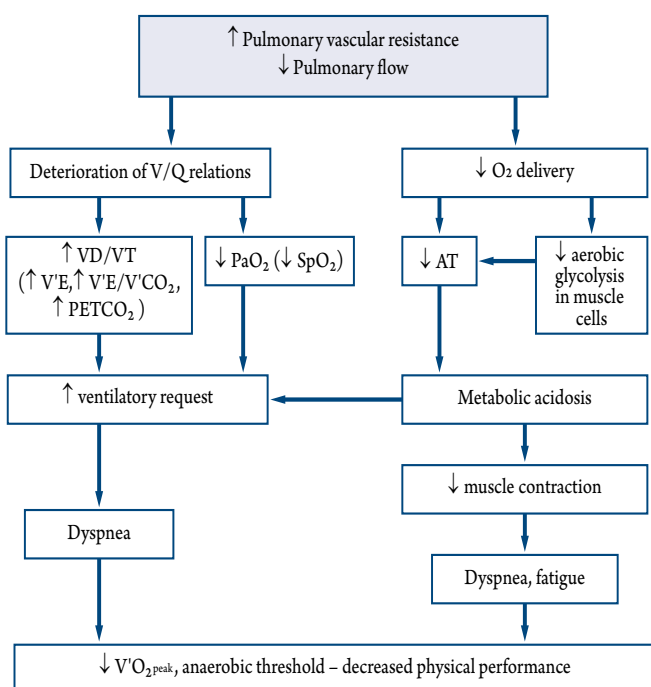 ↑ Pulmonary vascular resistance
↓ Pulmonary flow
Deterioration of V/Q relations
↓ O2 delivery
↑ VD/VT
(↑ V'E,↑ V'E/V'CO₂,
↑ PETCO₂ )
↓ PaO₂ (↓ SpO₂)
↓ AT
↓ aerobic
glycolysis
in muscle
cells
↑ ventilatory request
Metabolic acidosis
↓ muscle contraction
Dyspnea
Dyspnea, fatigue
↓ V'O₂peak, anaerobic threshold – decreased physical performance